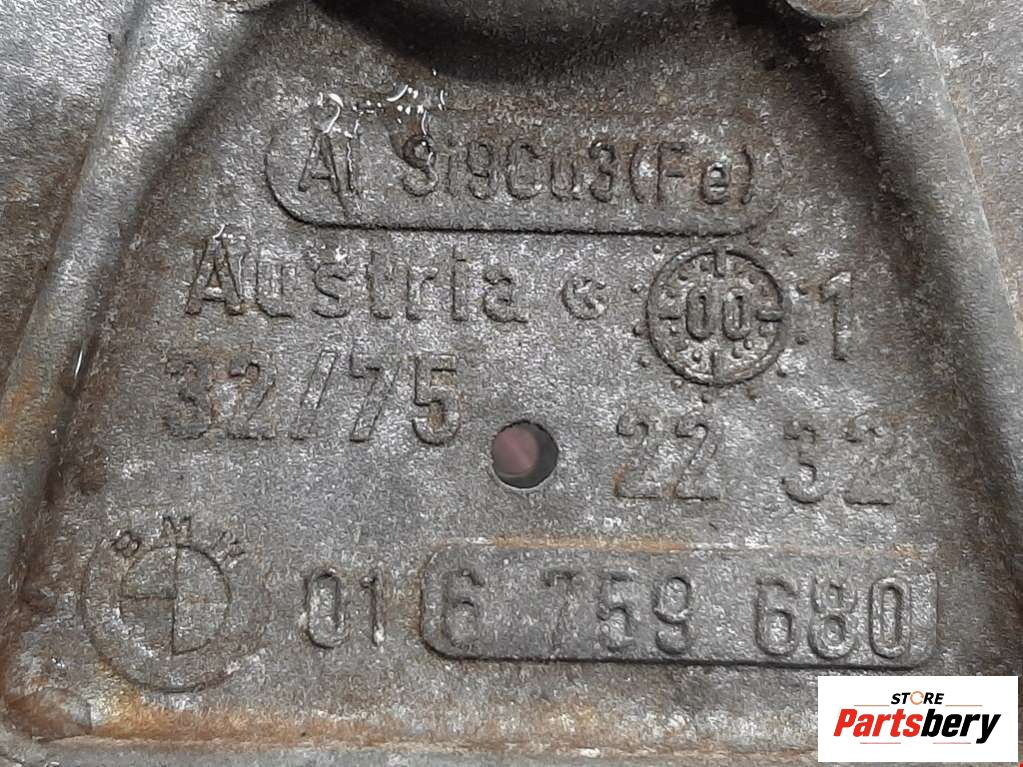 Al Si9Cu3(Fe)
Austria 00 1
32/75 22 32
BMW
01 6 759 680
STORE
Partsbery